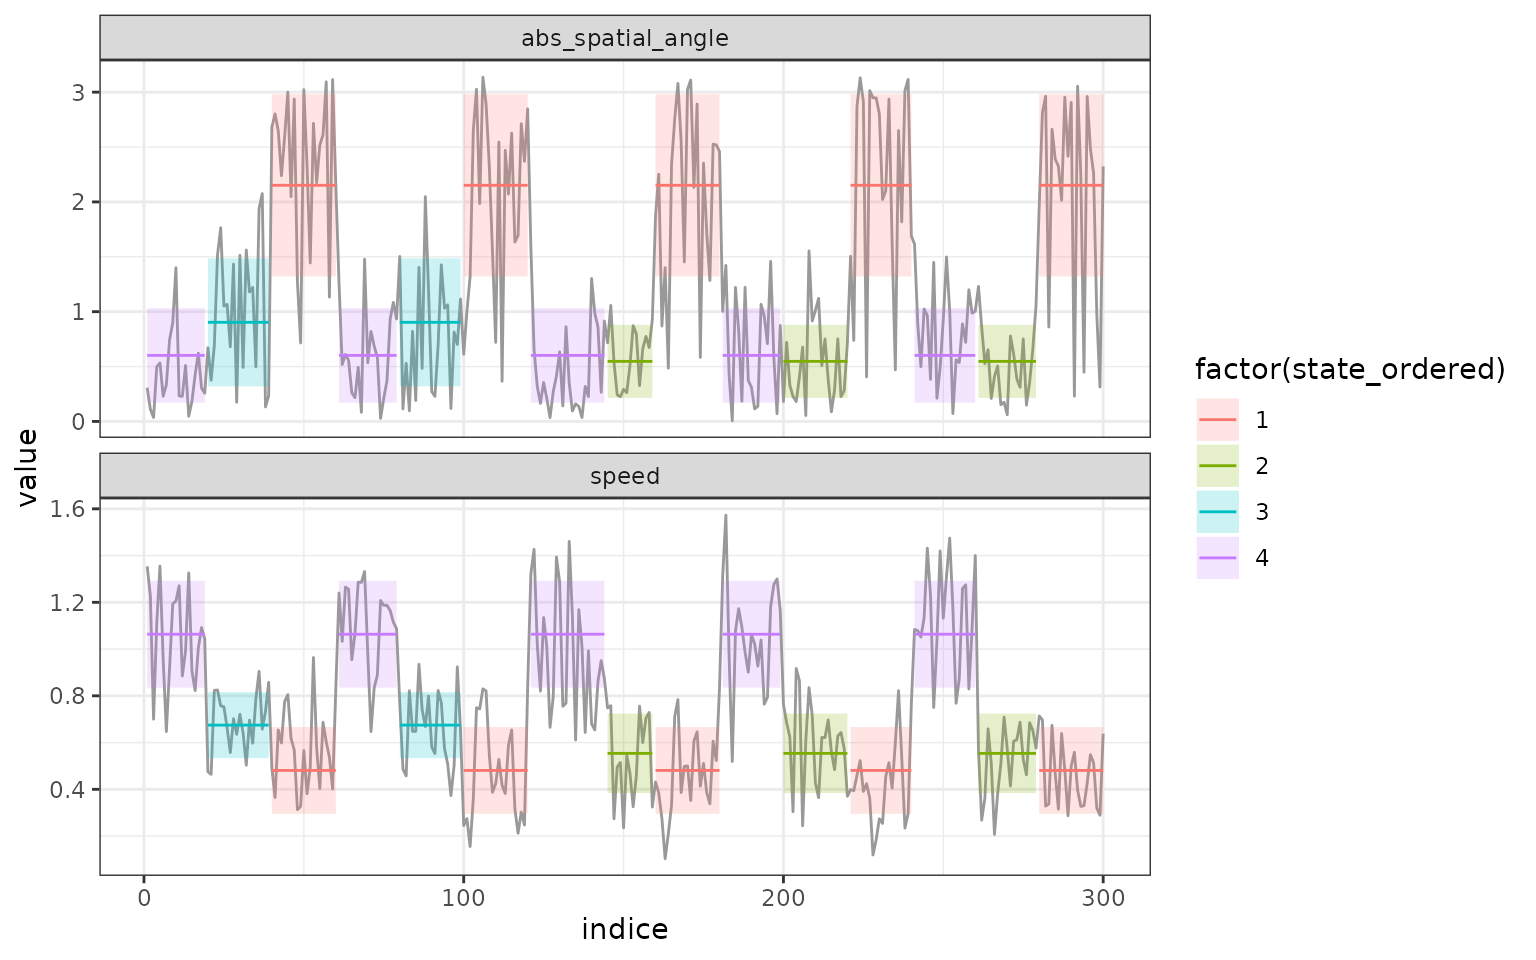 abs_spatial_angle
3
2
1
0
speed
1.6
1.2
0.8
0.4
0 100 200 300
indice
value
factor(state_ordered)
1
2
3
4